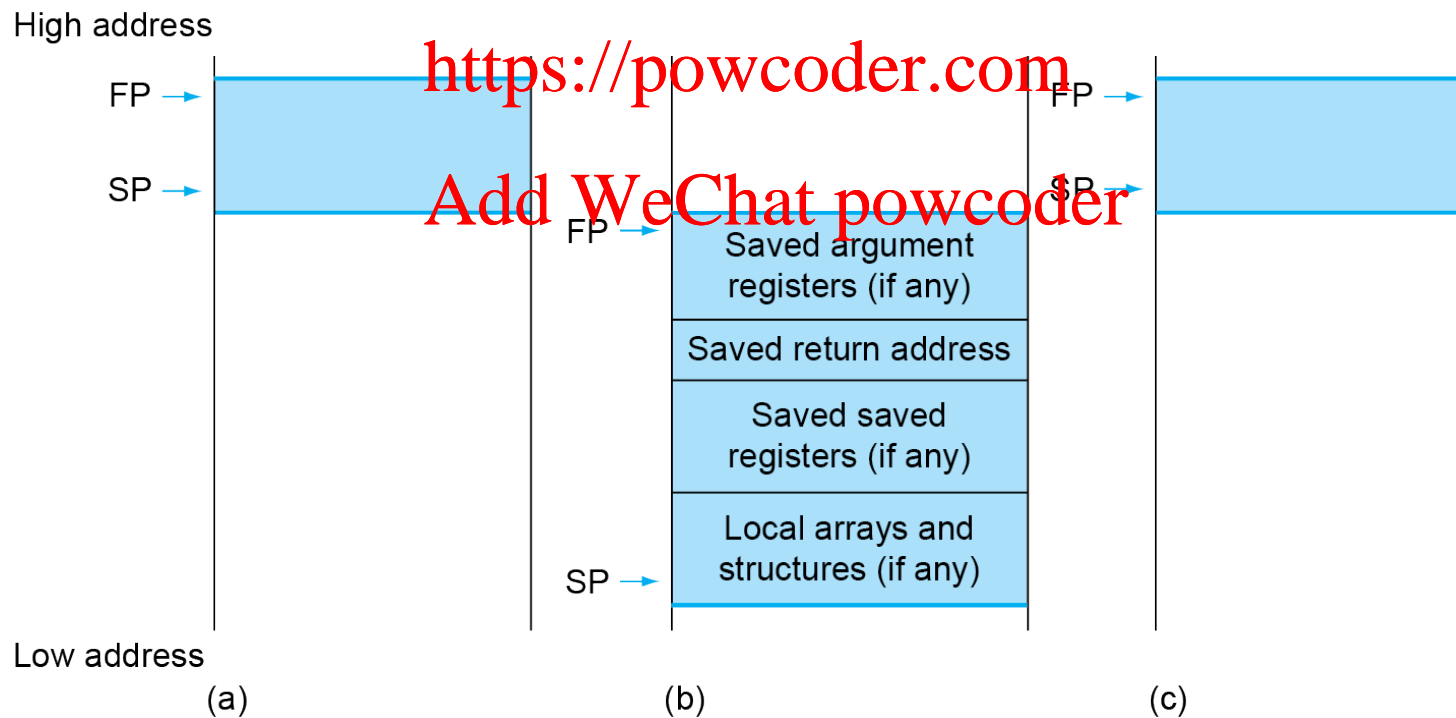 High address
https://powcoder.com
FP
FP
SP
Add WeChat powcoder
SP
FP
Saved argument
registers (if any)
Saved return address
Saved saved
registers (if any)
Local arrays and
structures (if any)
SP
Low address
(a)
(b)
(c)